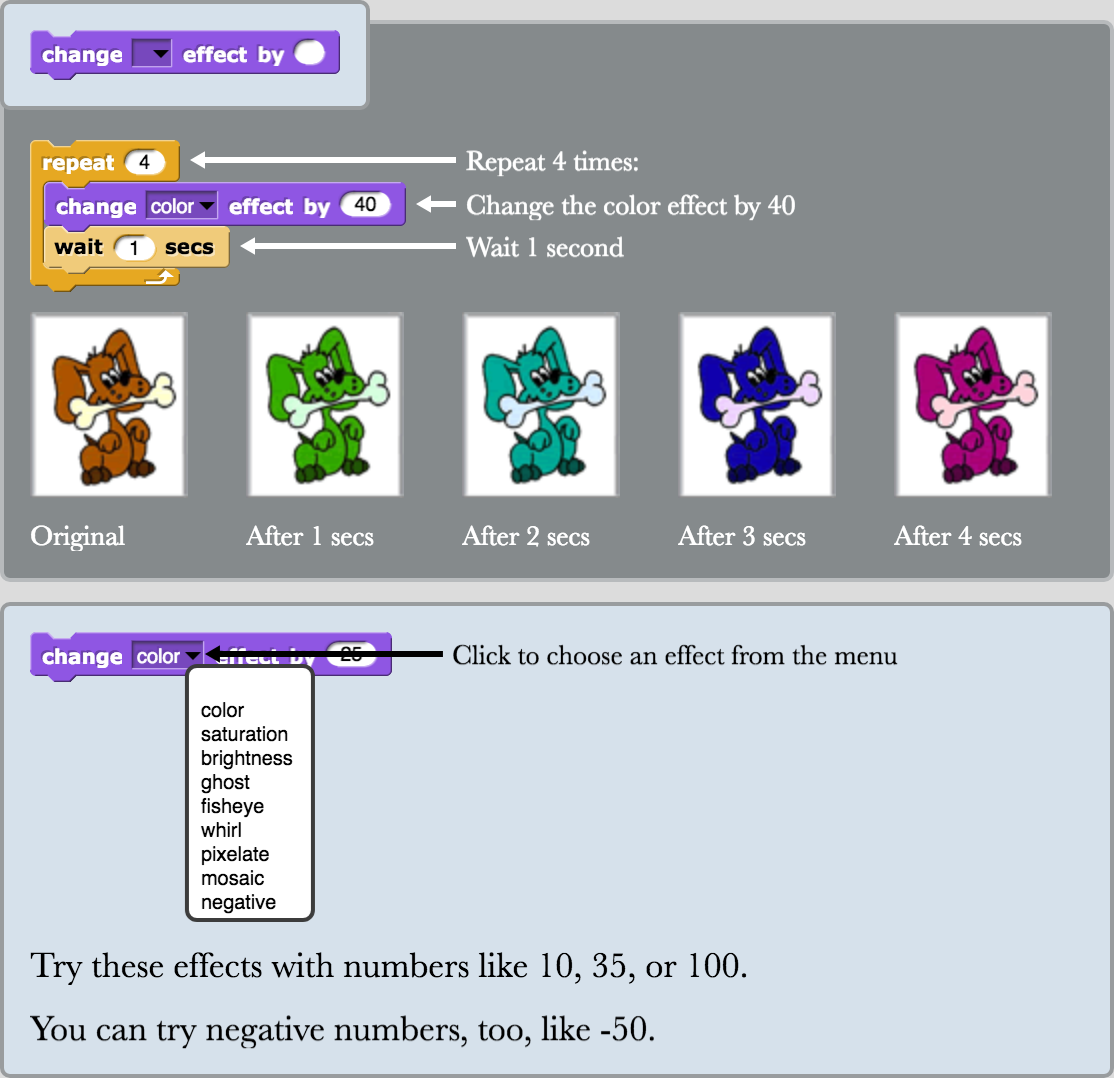 change effect by
repeat 4
Repeat 4 times:
change color effect by 40
Change the color effect by 40
wait 1 secs
Wait 1 second
Original
After 1 secs
After 2 secs
After 3 secs
After 4 secs
change color effect by 25
Click to choose an effect from the menu
color
saturation
brightness
ghost
fisheye
whirl
pixelate
mosaic
negative
Try these effects with numbers like 10, 35, or 100.
You can try negative numbers, too, like -50.